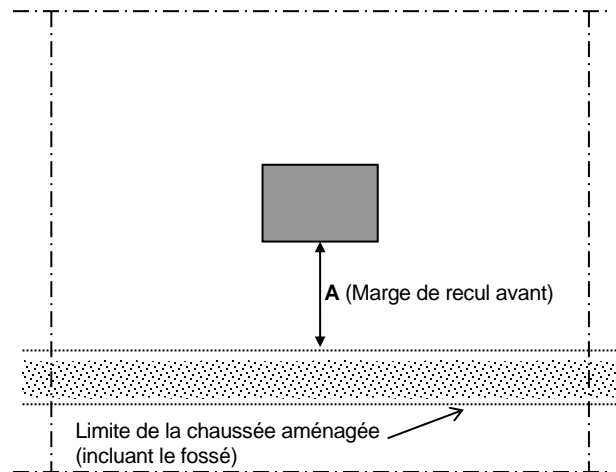 A (Marge de recul avant)
Limite de la chaussée aménagée
(incluant le fossé)